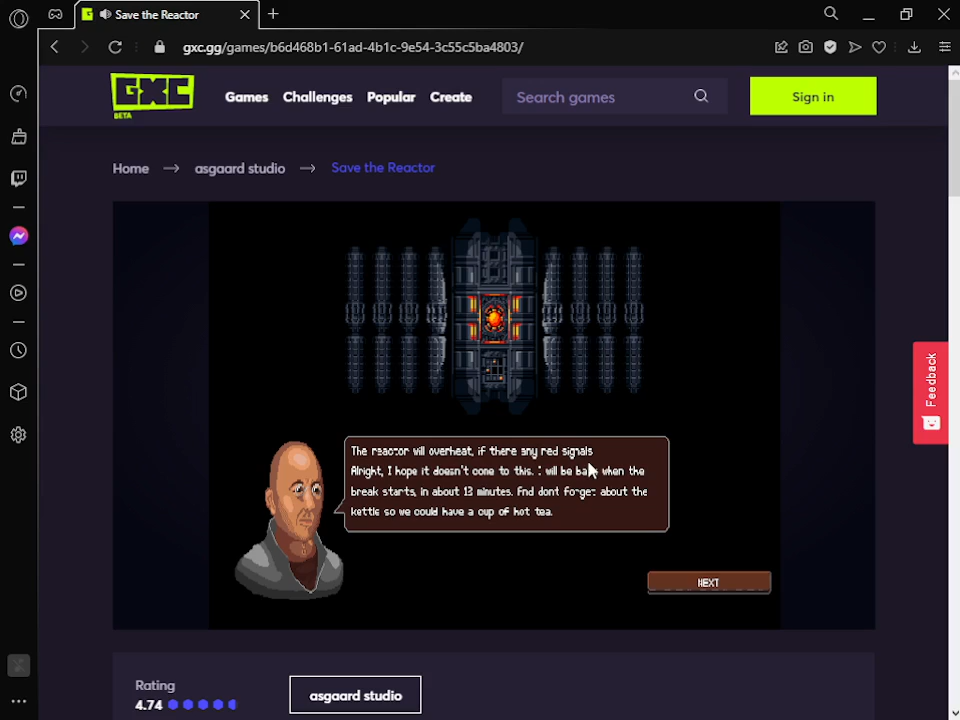 Save the Reactor
gxc.gg/games/b6d468b1-61ad-4b1c-9e54-3c55c5ba4803/
GXC
BETA
Games
Challenges
Popular
Create
Search games
Sign in
Home → asgaard studio → Save the Reactor
The reactor will overheat, if there any red signals
Alright, I hope it doesn't come to this. I will be back when the
break starts, in about 13 minutes. And dont forget about the
kettle so we could have a cup of hot tea.
NEXT
Feedback
Rating
4.74
asgaard studio